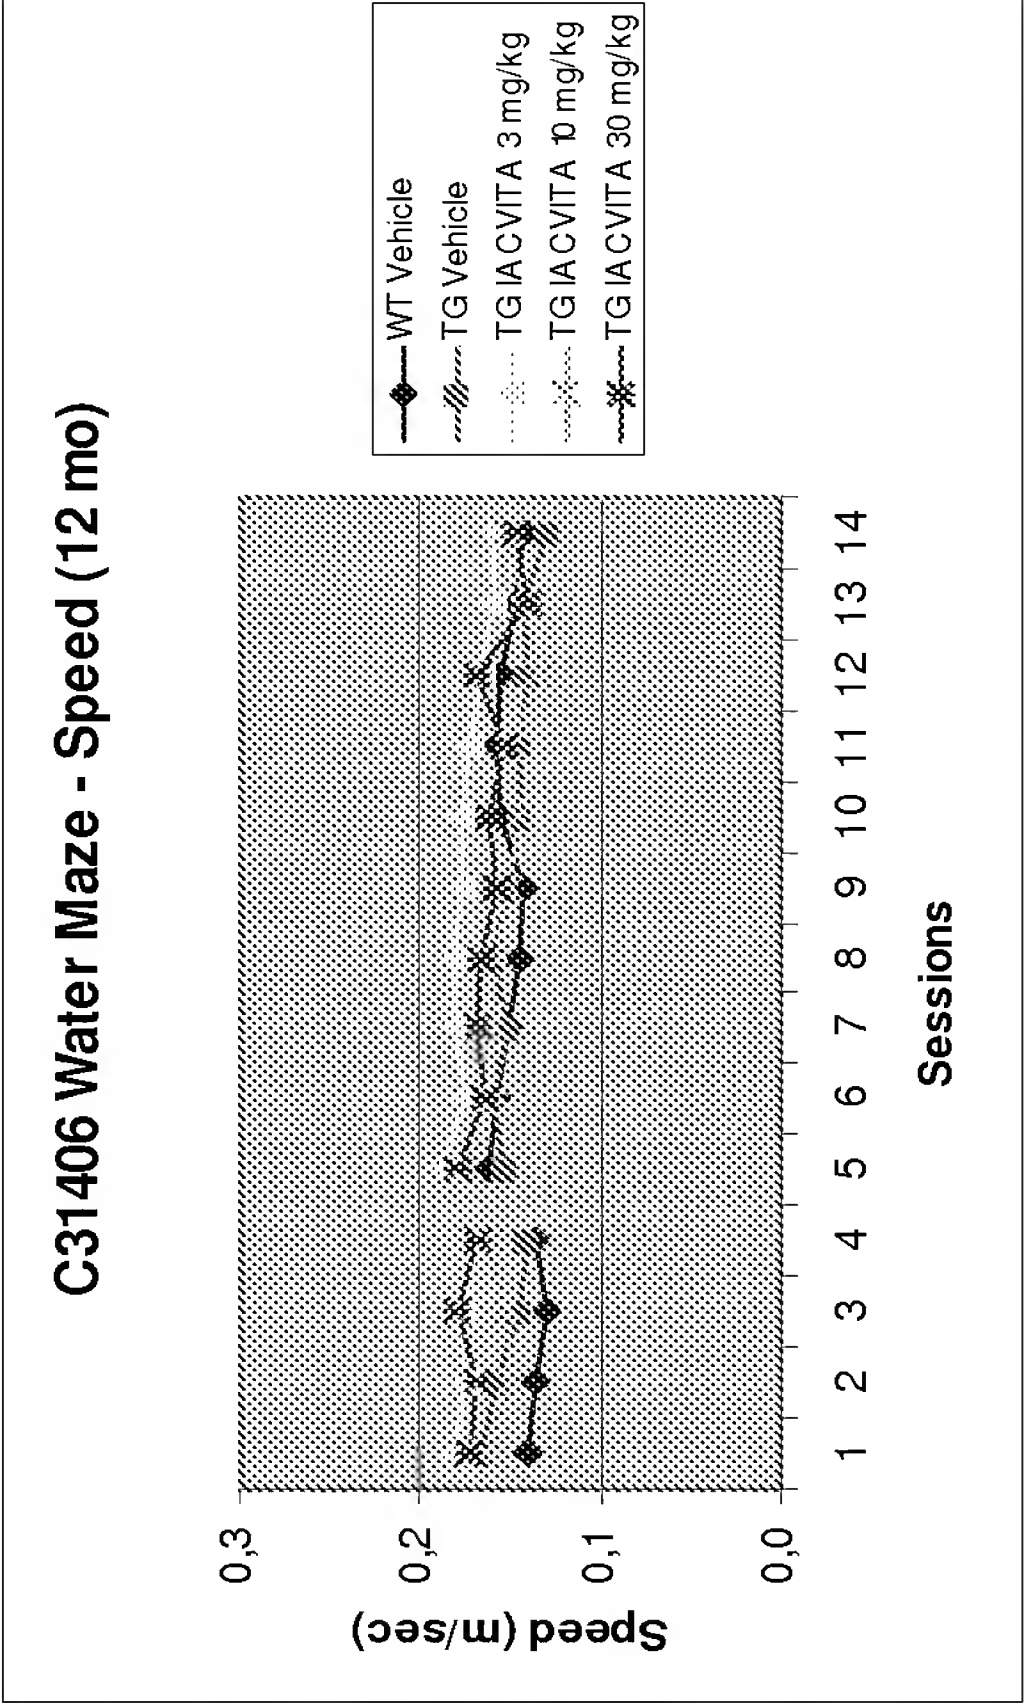 C31406 Water Maze - Speed (12 mo)
Speed (m/sec)
0,3
0,2
0,1
0,0
1 2 3 4 5 6 7 8 9 10 11 12 13 14
Sessions
WT Vehicle
TG Vehicle
TG IACVITA 3 mg/kg
TG IACVITA 10 mg/kg
TG IACVITA 30 mg/kg